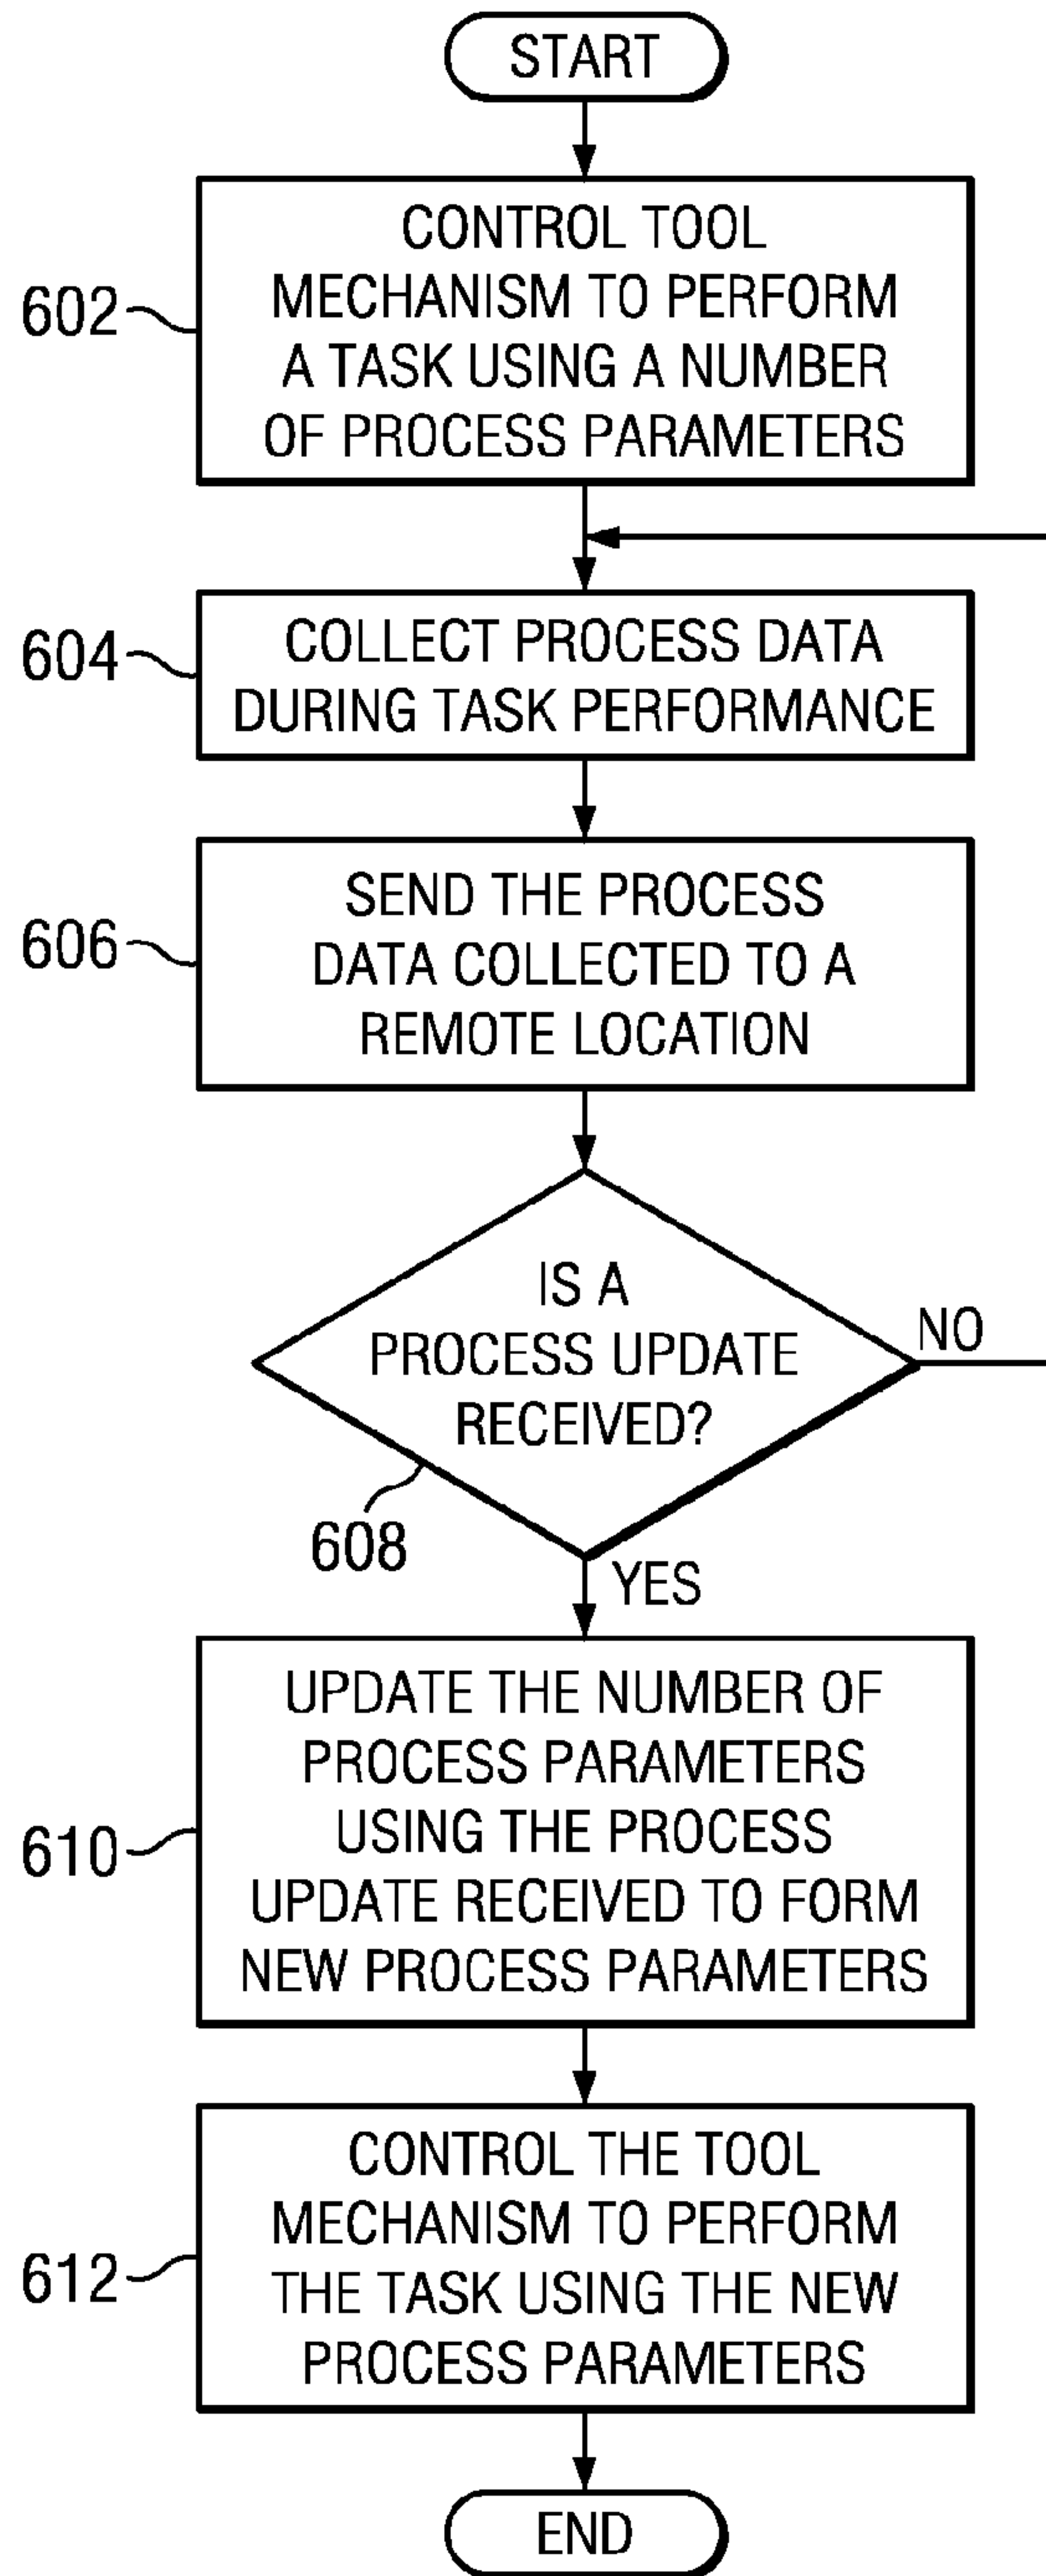 START
602
CONTROL TOOL
MECHANISM TO PERFORM
A TASK USING A NUMBER
OF PROCESS PARAMETERS
604
COLLECT PROCESS DATA
DURING TASK PERFORMANCE
606
SEND THE PROCESS
DATA COLLECTED TO A
REMOTE LOCATION
IS A
PROCESS UPDATE
RECEIVED?
NO
608
YES
610
UPDATE THE NUMBER OF
PROCESS PARAMETERS
USING THE PROCESS
UPDATE RECEIVED TO FORM
NEW PROCESS PARAMETERS
612
CONTROL THE TOOL
MECHANISM TO PERFORM
THE TASK USING THE NEW
PROCESS PARAMETERS
END